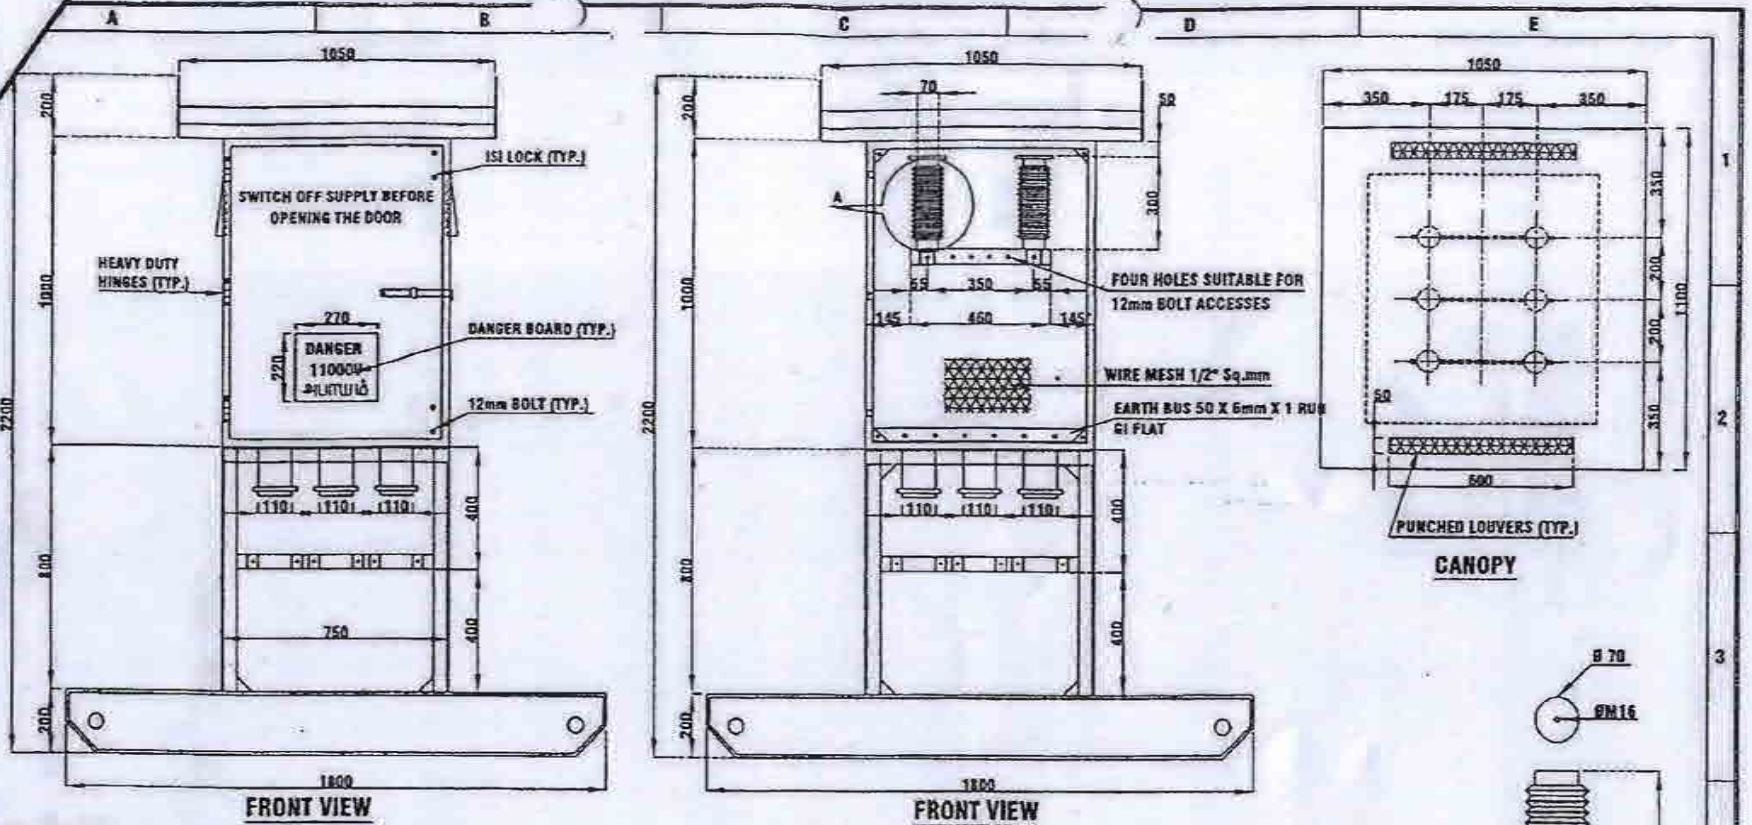 A
B
C
D
E
1050
200
ISI LOCK (TYP.)
SWITCH OFF SUPPLY BEFORE
OPENING THE DOOR
HEAVY DUTY
HINGES (TYP.)
1000
270
DANGER BOARD (TYP.)
220
DANGER
11000V
அபாயம்
12mm BOLT (TYP.)
2200
110
110
110
400
800
400
750
200
1800
FRONT VIEW
1050
70
50
200
A
300
FOUR HOLES SUITABLE FOR
12mm BOLT ACCESSES
55
350
55
1000
145
460
145
WIRE MESH 1/2" Sq.mm
EARTH BUS 50 X 6mm X 1 RUN
GI FLAT
2200
110
110
110
400
800
400
200
1800
FRONT VIEW
1050
350
175
175
350
350
200
1100
200
350
50
600
PUNCHED LOUVERS (TYP.)
CANOPY
1
2
3
Ø 70
ØM16